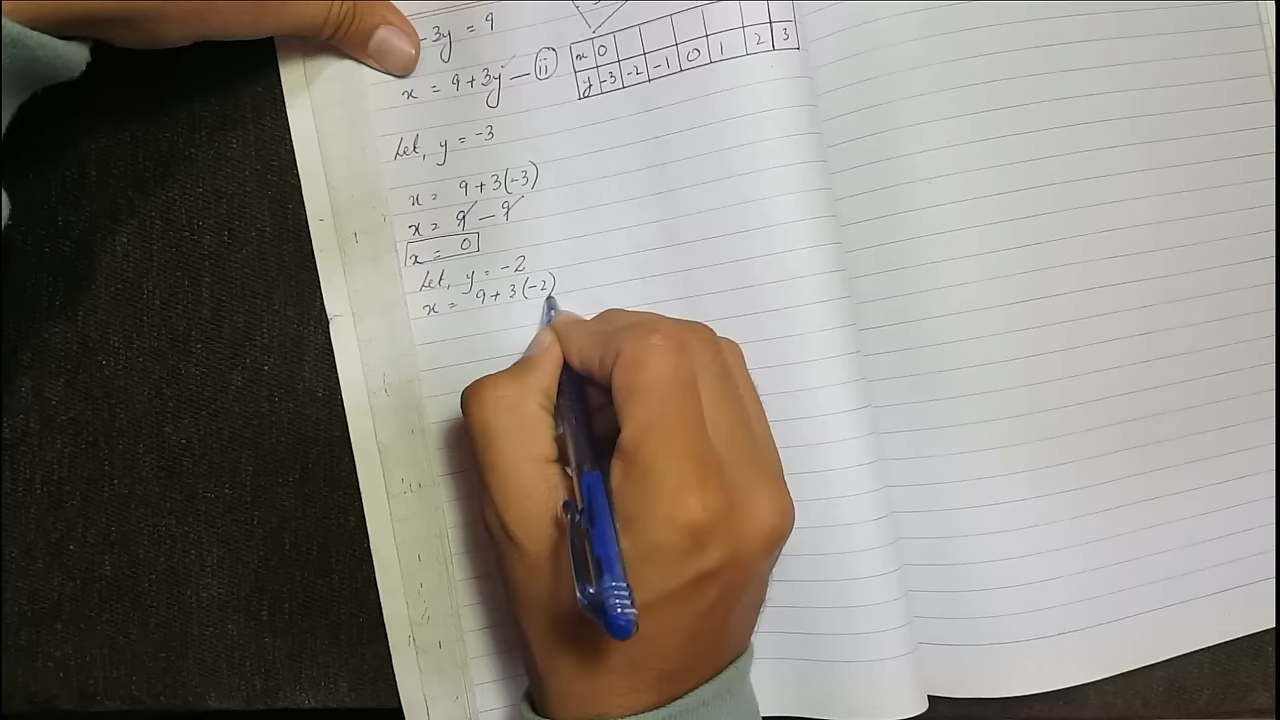 - 3y = 9
x = 9 + 3y — (ii)
x 0
y -3 -2 -1 0 1 2 3
Let, y = -3
x = 9 + 3(-3)
x = 9 - 9
x = 0
Let, y = -2
x = 9 + 3(-2)